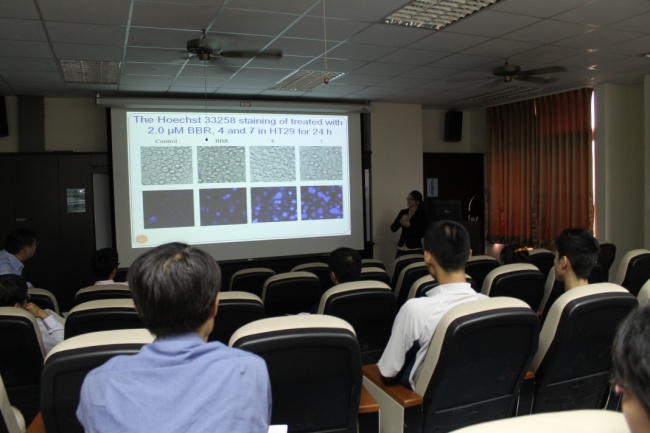 The Hoechst 33258 staining of treated with
2.0 μM BBR, 4 and 7 in HT29 for 24 h
Control BBR 4 7